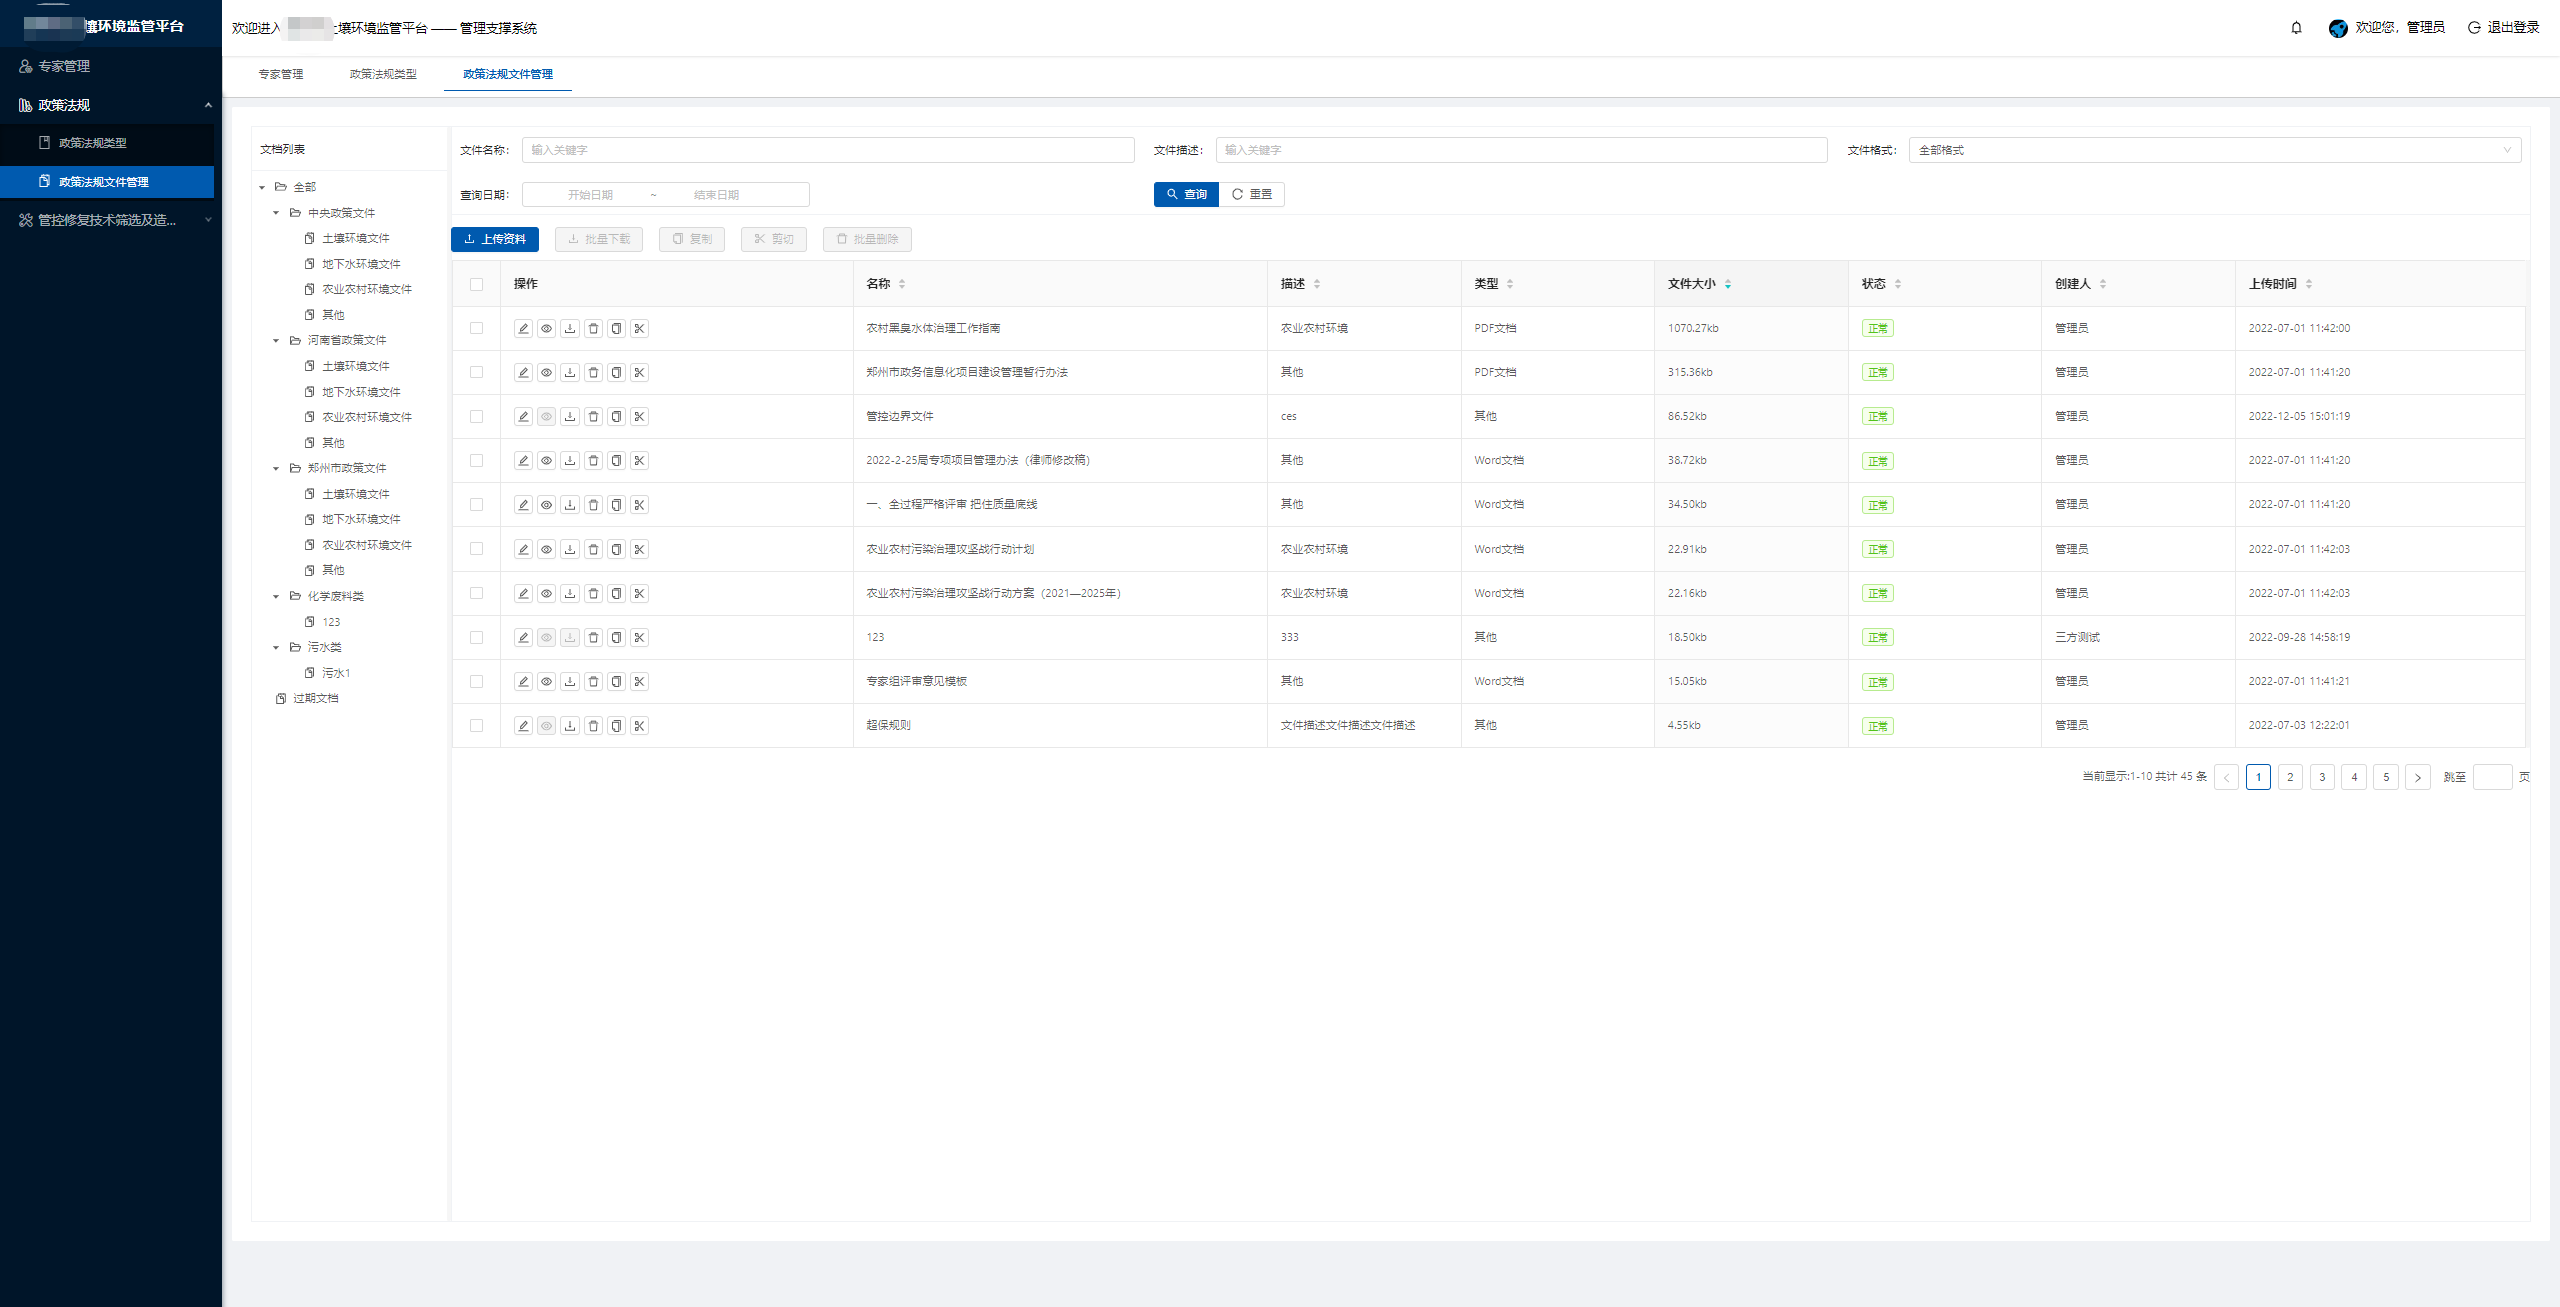 壤环境监管平台
欢迎进入
土壤环境监管平台 —— 管理支撑系统
欢迎您，管理员
退出登录
专家管理
政策法规
政策法规类型
政策法规文件管理
管控修复技术筛选及造...
专家管理 政策法规类型 政策法规文件管理
文档列表
全部
中央政策文件
土壤环境文件
地下水环境文件
农业农村环境文件
其他
河南省政策文件
土壤环境文件
地下水环境文件
农业农村环境文件
其他
郑州市政策文件
土壤环境文件
地下水环境文件
农业农村环境文件
其他
化学废料类
123
污水类
污水1
过期文档
文件名称： 输入关键字 文件描述： 输入关键字 文件格式： 全部格式
查询日期： 开始日期 ~ 结束日期 查询 重置
上传资料 批量下载 复制 剪切 批量删除
操作 名称 描述 类型 文件大小 状态 创建人 上传时间
农村黑臭水体治理工作指南 农业农村环境 PDF文档 1070.27kb 正常 管理员 2022-07-01 11:42:00
郑州市政务信息化项目建设管理暂行办法 其他 PDF文档 315.36kb 正常 管理员 2022-07-01 11:41:20
管控边界文件 ces 其他 86.52kb 正常 管理员 2022-12-05 15:01:19
2022-2-25局专项项目管理办法（律师修改稿） 其他 Word文档 38.72kb 正常 管理员 2022-07-01 11:41:20
一、全过程严格评审 把住质量底线 其他 Word文档 34.50kb 正常 管理员 2022-07-01 11:41:20
农业农村污染治理攻坚战行动计划 农业农村环境 Word文档 22.91kb 正常 管理员 2022-07-01 11:42:03
农业农村污染治理攻坚战行动方案（2021—2025年） 农业农村环境 Word文档 22.16kb 正常 管理员 2022-07-01 11:42:03
123 333 其他 18.50kb 正常 三方测试 2022-09-28 14:58:19
专家组评审意见模板 其他 Word文档 15.05kb 正常 管理员 2022-07-01 11:41:21
超保规则 文件描述文件描述文件描述 其他 4.55kb 正常 管理员 2022-07-03 12:22:01
当前显示:1-10 共计 45 条 1 2 3 4 5 跳至 页